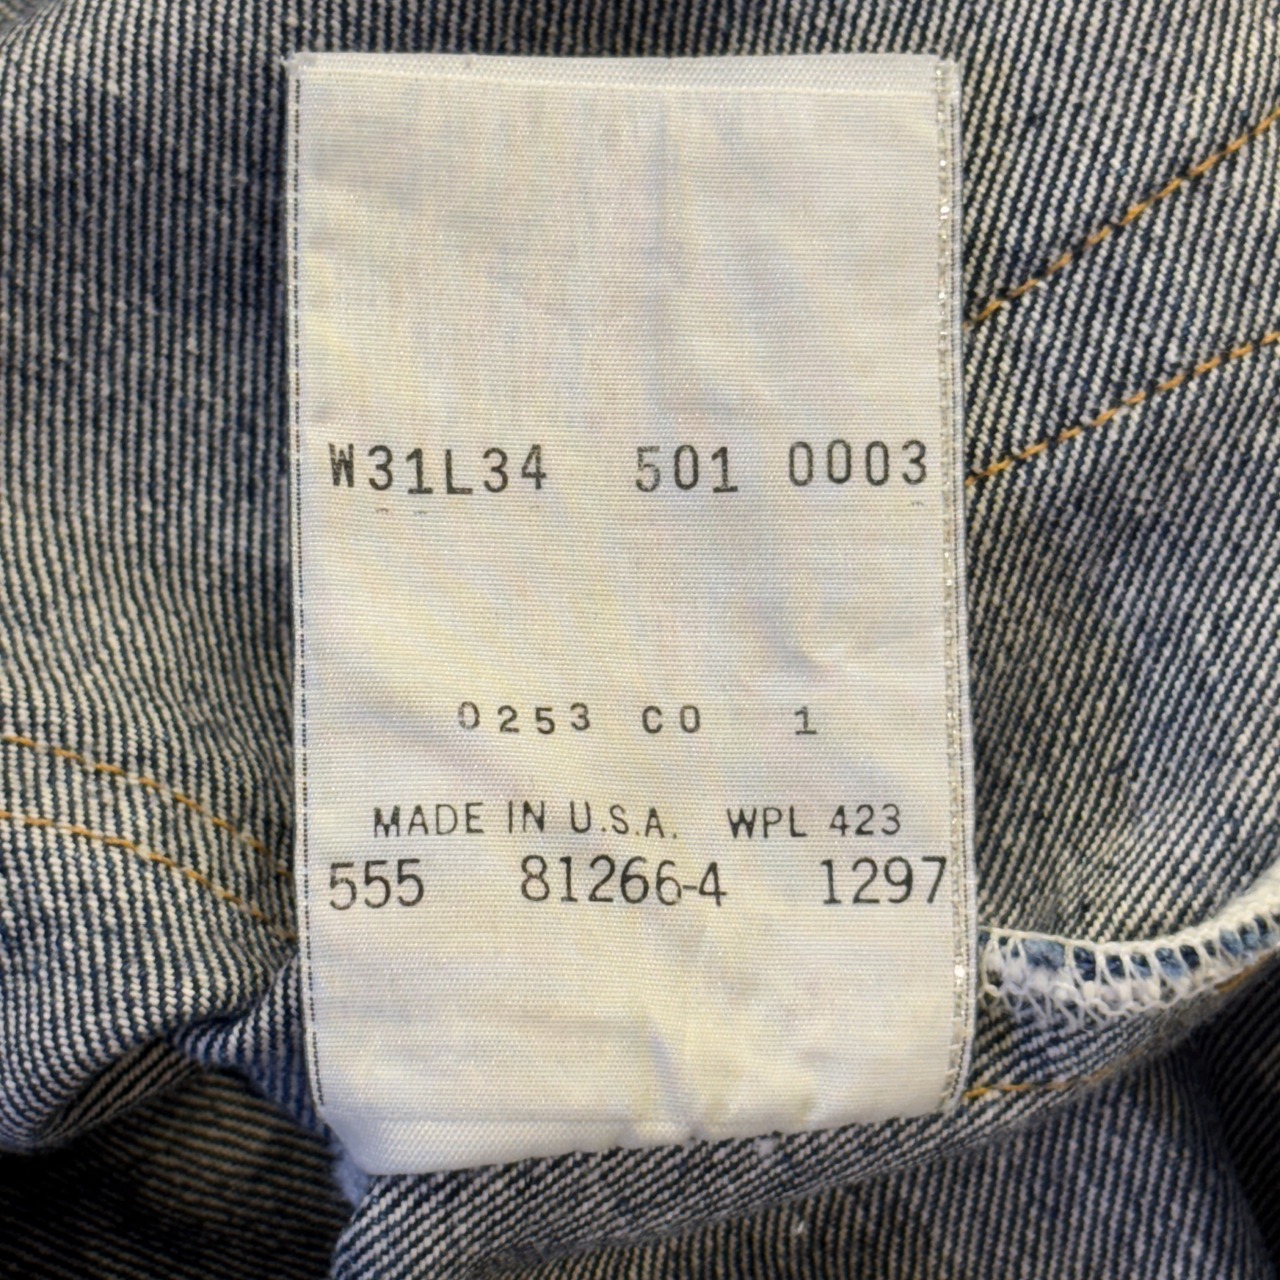 W31L34 501 0003
0253 CO 1
MADE IN U.S.A. WPL 423
555 81266-4 1297